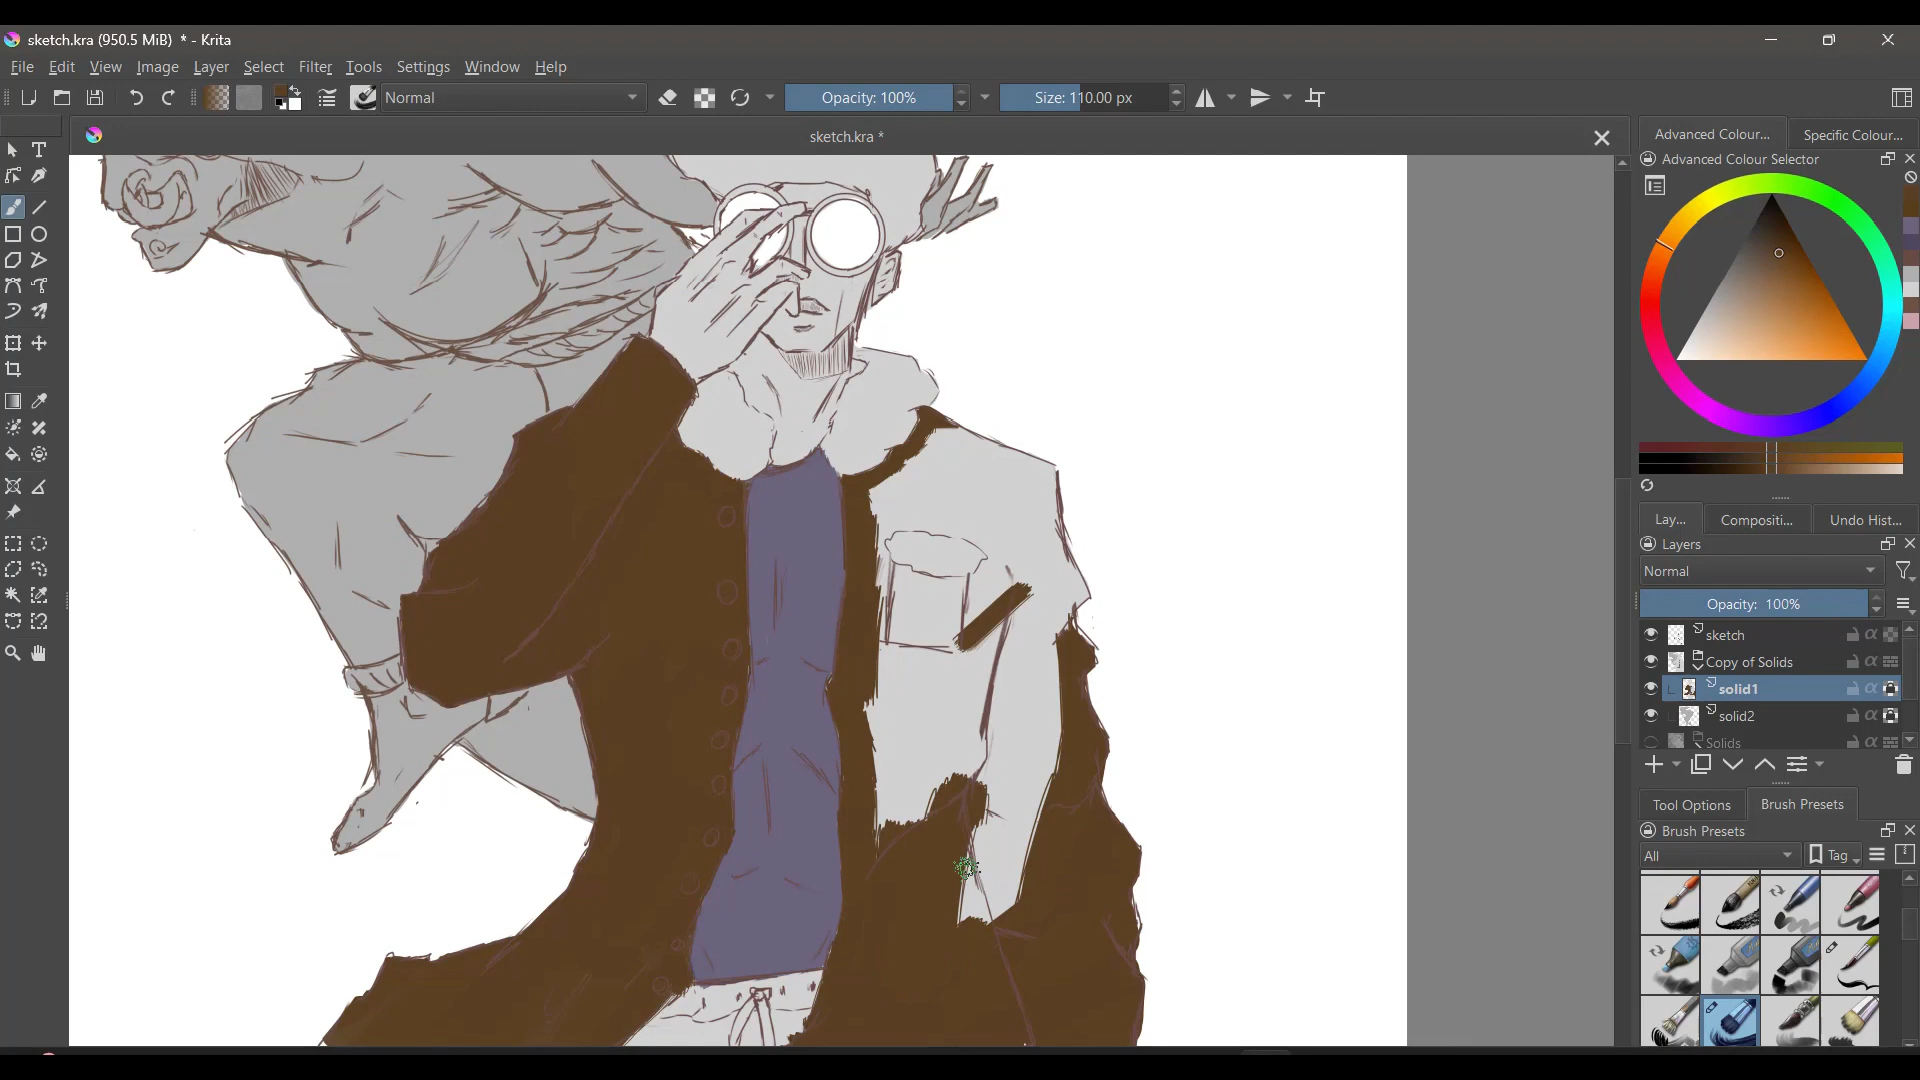 sketch.kra (950.5 MiB) * - Krita
File Edit View Image Layer Select Filter Tools Settings Window Help
Normal Opacity: 100% Size: 110.00 px
sketch.kra *
Advanced Colour... Specific Colour...
Advanced Colour Selector
Lay... Compositi... Undo Hist...
Layers
Normal
Opacity: 100%
sketch
Copy of Solids
solid1
solid2
Solids
Tool Options Brush Presets
Brush Presets
All Tag